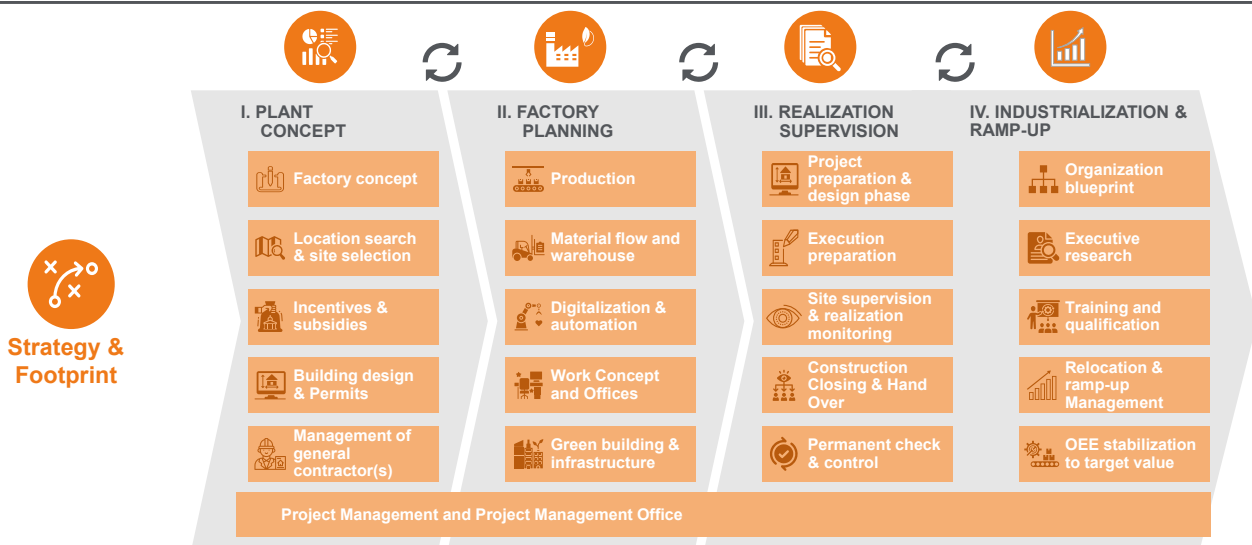 Strategy &
Footprint
I. PLANT
CONCEPT
Factory concept
Location search
& site selection
Incentives &
subsidies
Building design
& Permits
Management of
general
contractor(s)
II. FACTORY
PLANNING
Production
Material flow and
warehouse
Digitalization &
automation
Work Concept
and Offices
Green building &
infrastructure
III. REALIZATION
SUPERVISION
Project
preparation &
design phase
Execution
preparation
Site supervision
& realization
monitoring
Construction
Closing & Hand
Over
Permanent check
& control
IV. INDUSTRIALIZATION &
RAMP-UP
Organization
blueprint
Executive
research
Training and
qualification
Relocation &
ramp-up
Management
OEE stabilization
to target value
Project Management and Project Management Office